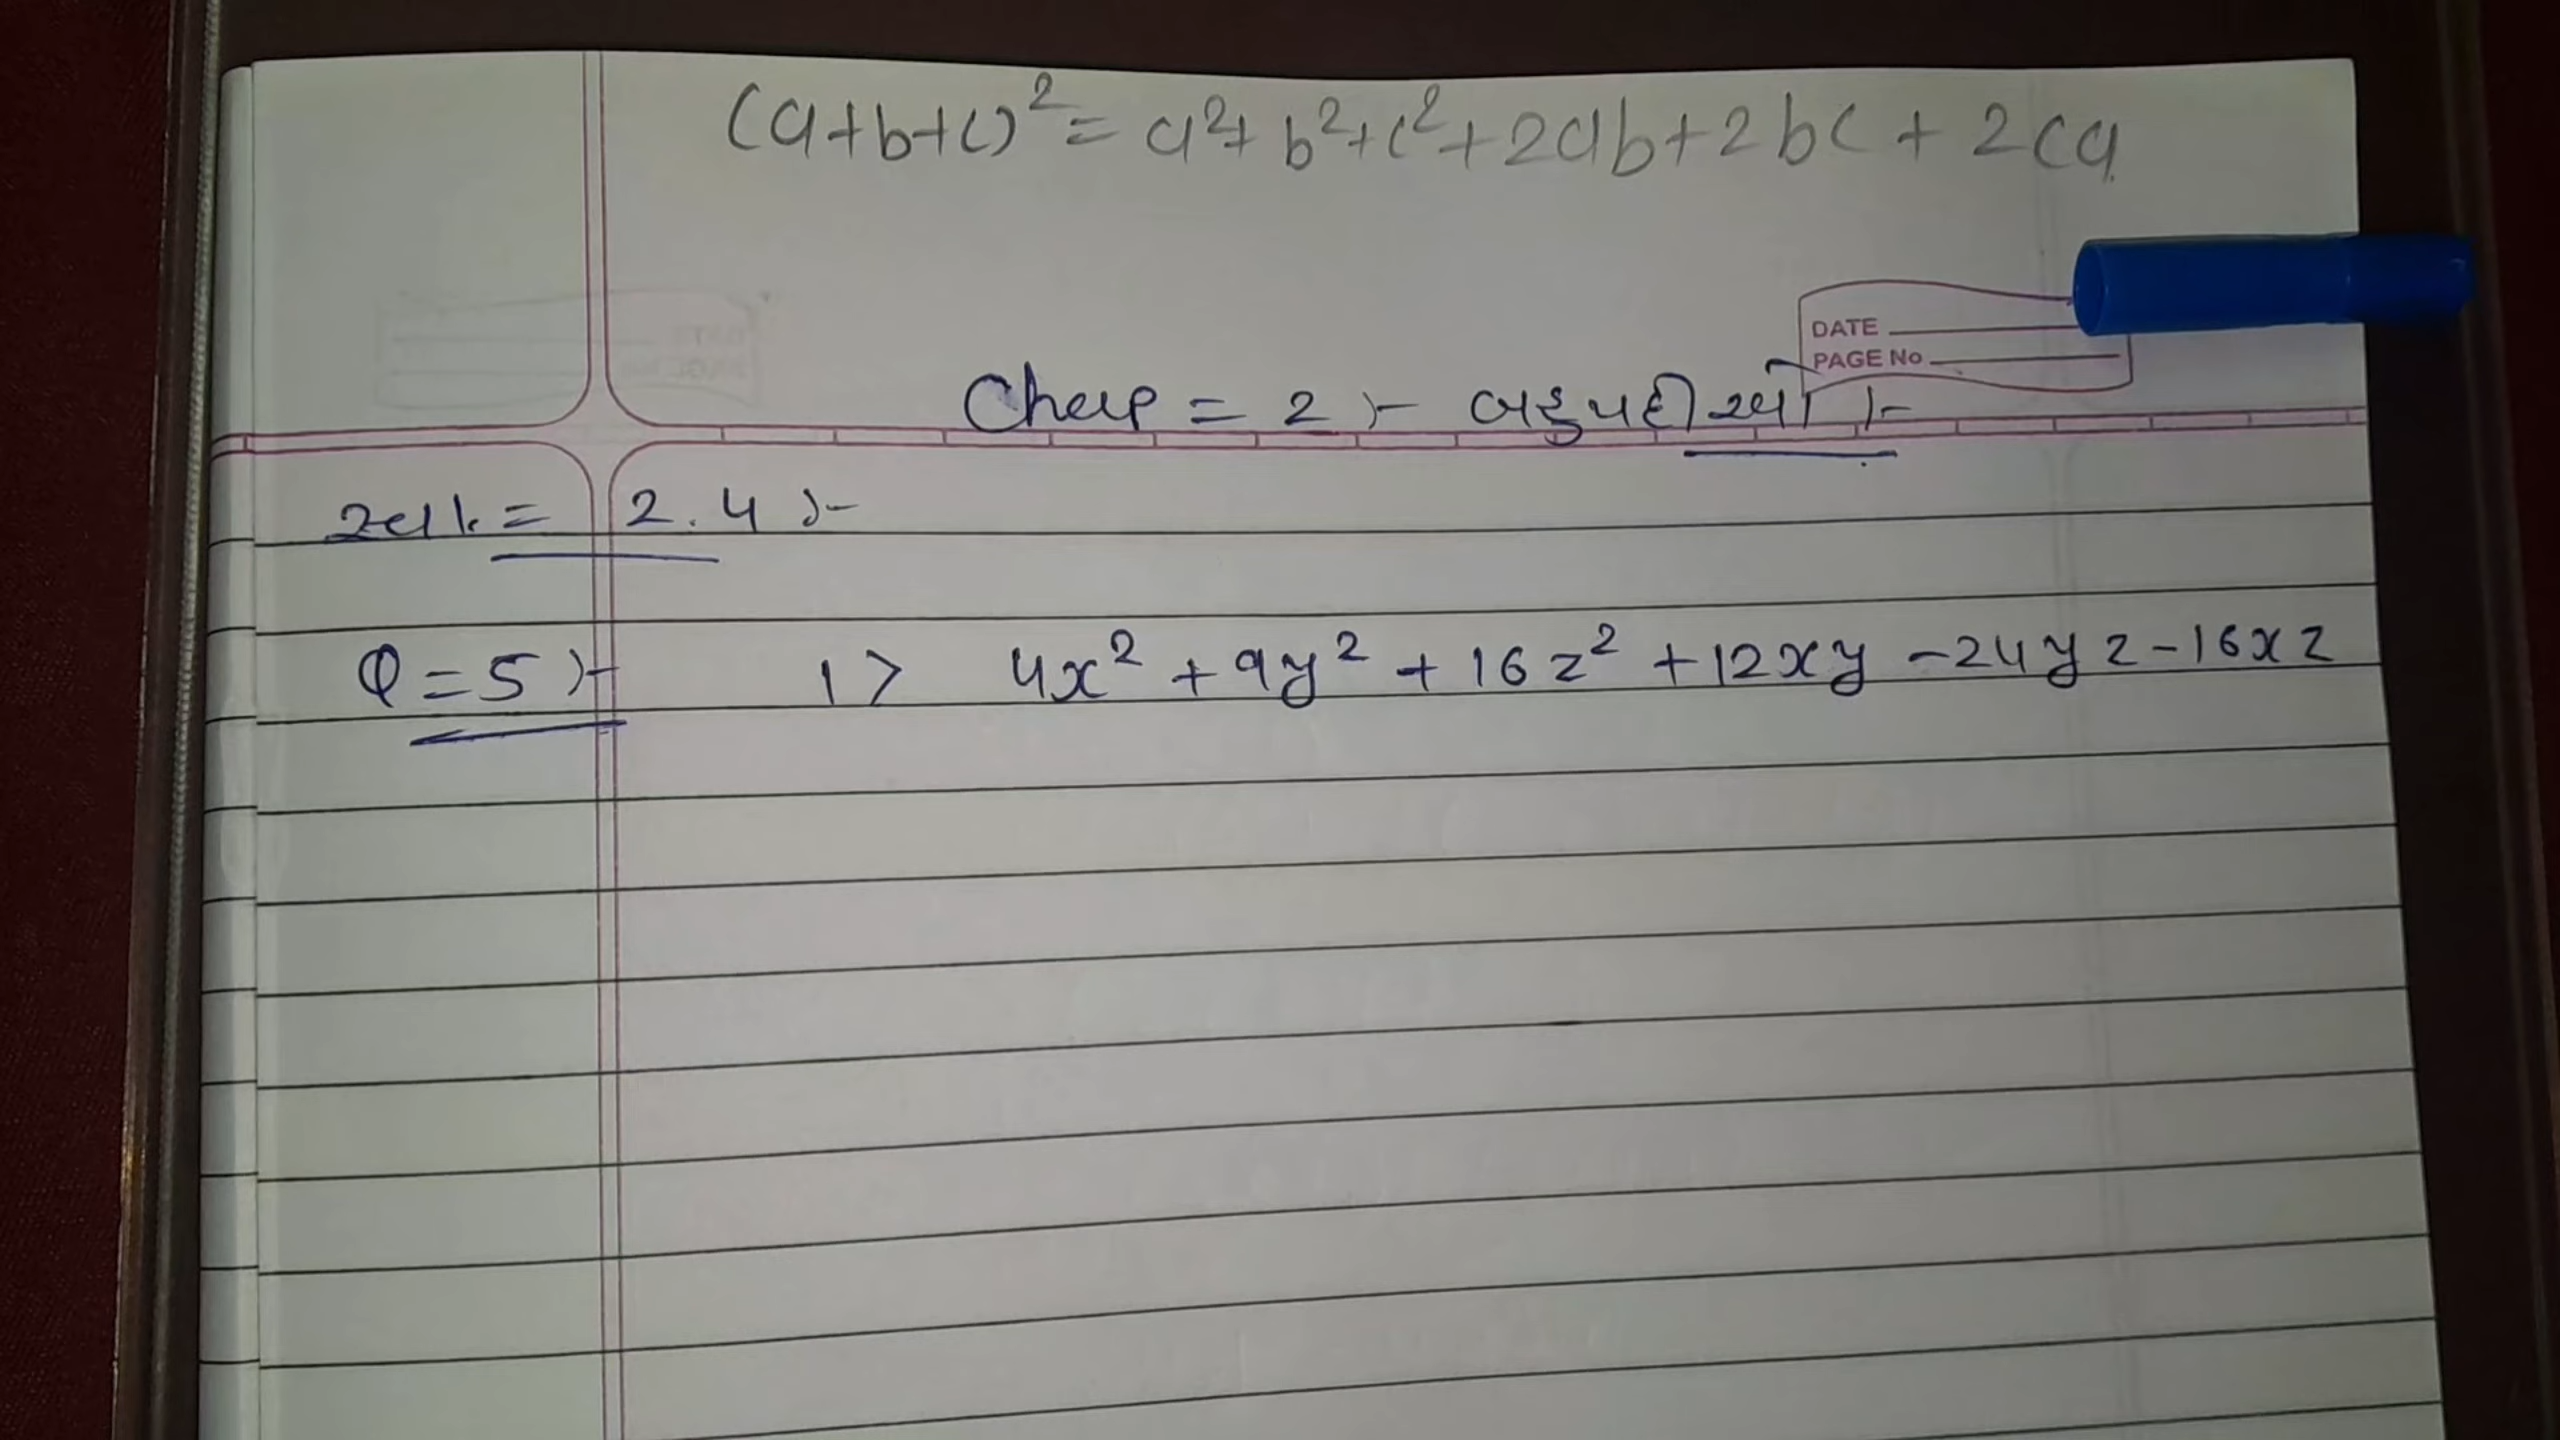 (a+b+c)² = a²+b²+c²+2ab+2bc+2ca
DATE
PAGE No
Chap = 2 :- બહુપદીઓ :-
સ્વા. = 2.4 :-
Q = 5 :- 1> 4x² + 9y² + 16z² + 12xy - 24yz - 16xz